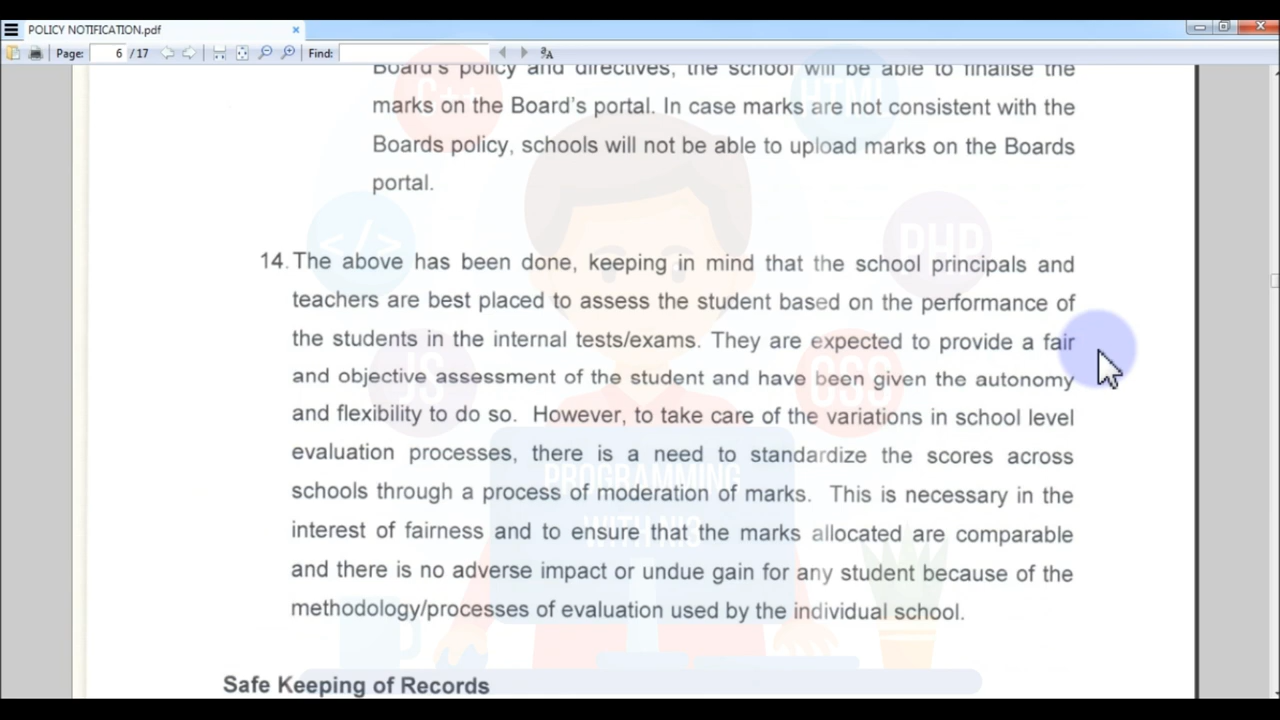 POLICY NOTIFICATION.pdf
Page: 6 / 17 Find:
Board's policy and directives, the school will be able to finalise the
marks on the Board's portal. In case marks are not consistent with the
Boards policy, schools will not be able to upload marks on the Boards
portal.
14. The above has been done, keeping in mind that the school principals and
teachers are best placed to assess the student based on the performance of
the students in the internal tests/exams. They are expected to provide a fair
and objective assessment of the student and have been given the autonomy
and flexibility to do so. However, to take care of the variations in school level
evaluation processes, there is a need to standardize the scores across
schools through a process of moderation of marks. This is necessary in the
interest of fairness and to ensure that the marks allocated are comparable
and there is no adverse impact or undue gain for any student because of the
methodology/processes of evaluation used by the individual school.
Safe Keeping of Records
C++
HTML
</>
PHP
JS
PROGRAMMING
WITH NIS